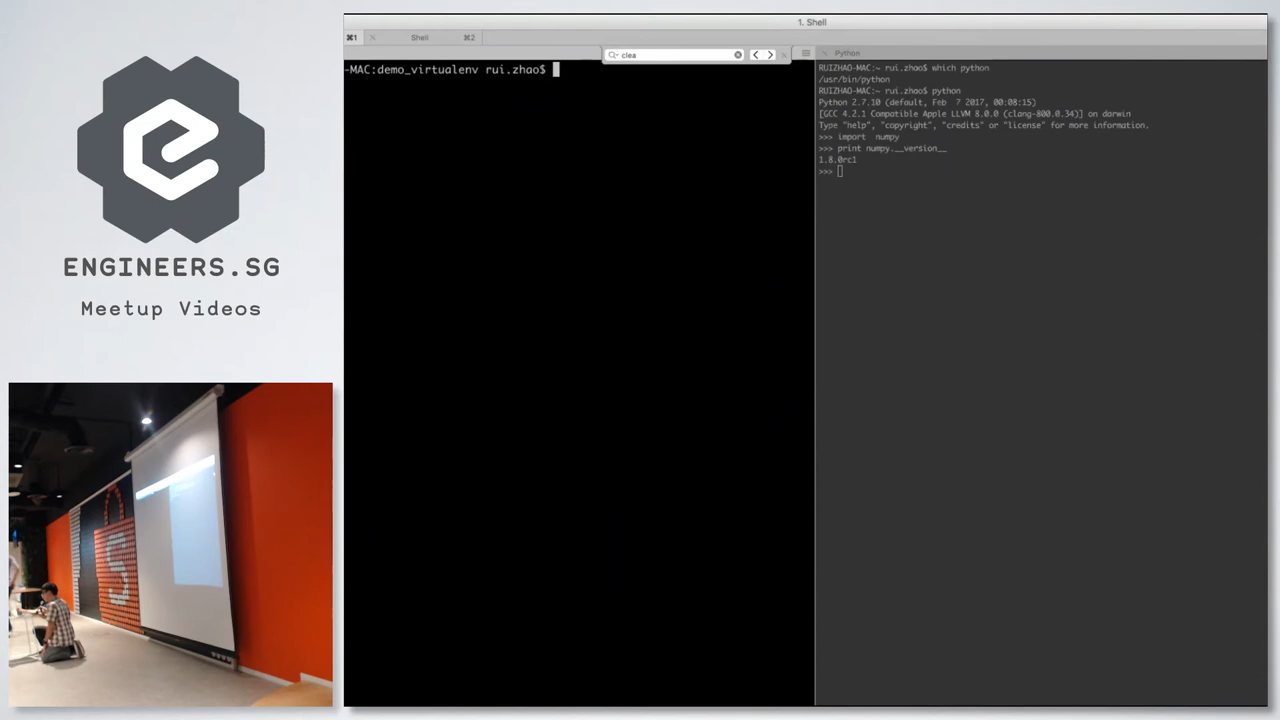 ENGINEERS.SG
Meetup Videos
1. Shell
⌘1
Shell
⌘2
clea
Python
-MAC:demo_virtualenv rui.zhao$
RUIZHAO-MAC:~ rui.zhao$ which python
/usr/bin/python
RUIZHAO-MAC:~ rui.zhao$ python
Python 2.7.10 (default, Feb  7 2017, 00:08:15)
[GCC 4.2.1 Compatible Apple LLVM 8.0.0 (clang-800.0.34)] on darwin
Type "help", "copyright", "credits" or "license" for more information.
>>> import  numpy
>>> print numpy.__version__
1.8.0rc1
>>>